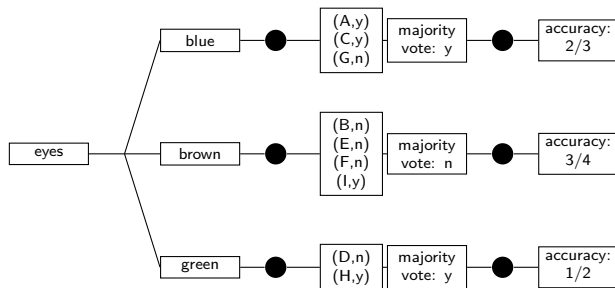 blue
(A,y)
(C,y)
(G,n)
majority
vote: y
accuracy:
2/3
eyes
brown
(B,n)
(E,n)
(F,n)
(I,y)
majority
vote: n
accuracy:
3/4
green
(D,n)
(H,y)
majority
vote: y
accuracy:
1/2